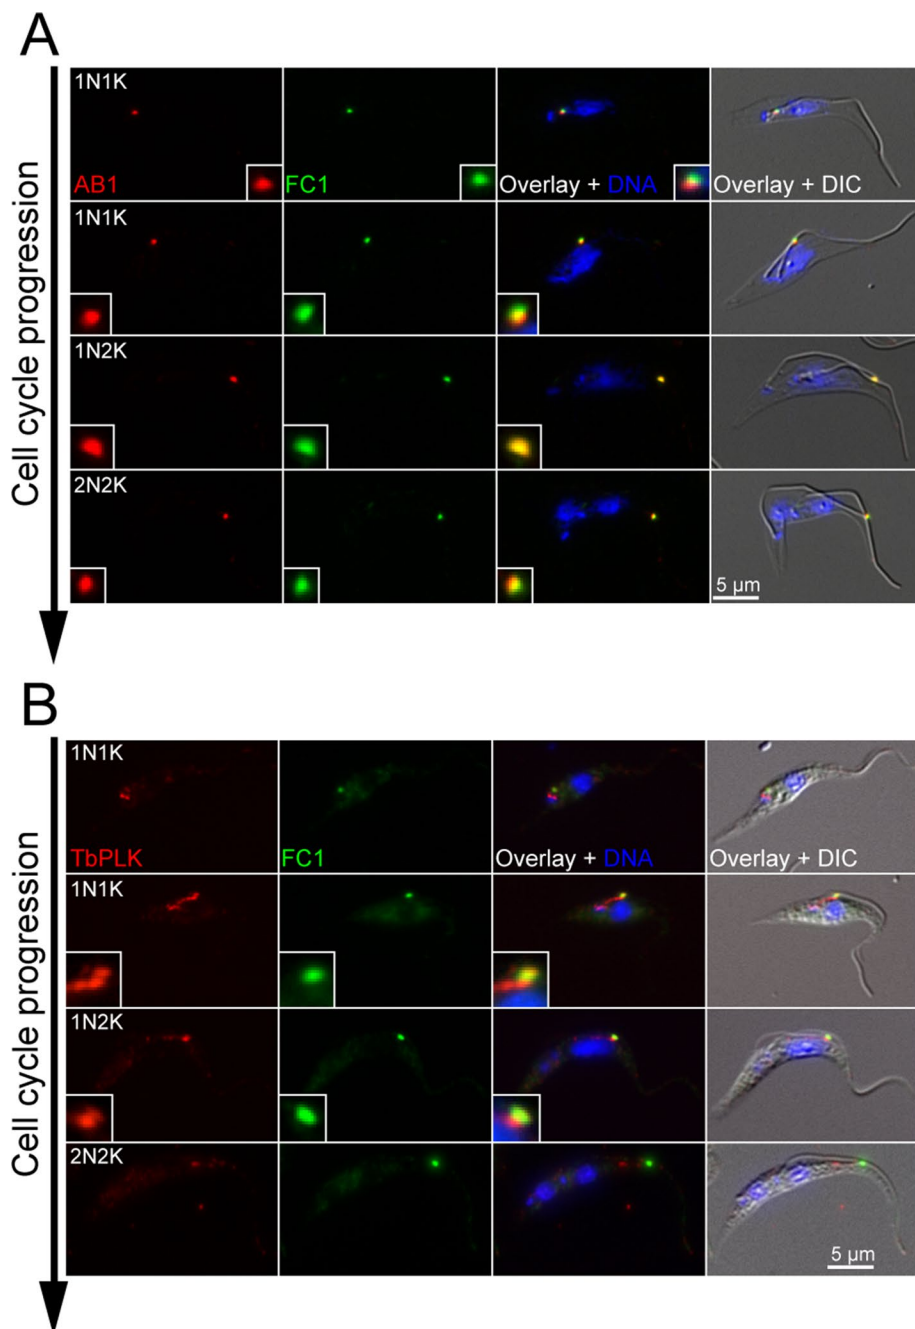 A
Cell cycle progression
1N1K
AB1
FC1
Overlay + DNA
Overlay + DIC
1N1K
1N2K
2N2K
5 µm
B
Cell cycle progression
1N1K
TbPLK
FC1
Overlay + DNA
Overlay + DIC
1N1K
1N2K
2N2K
5 µm